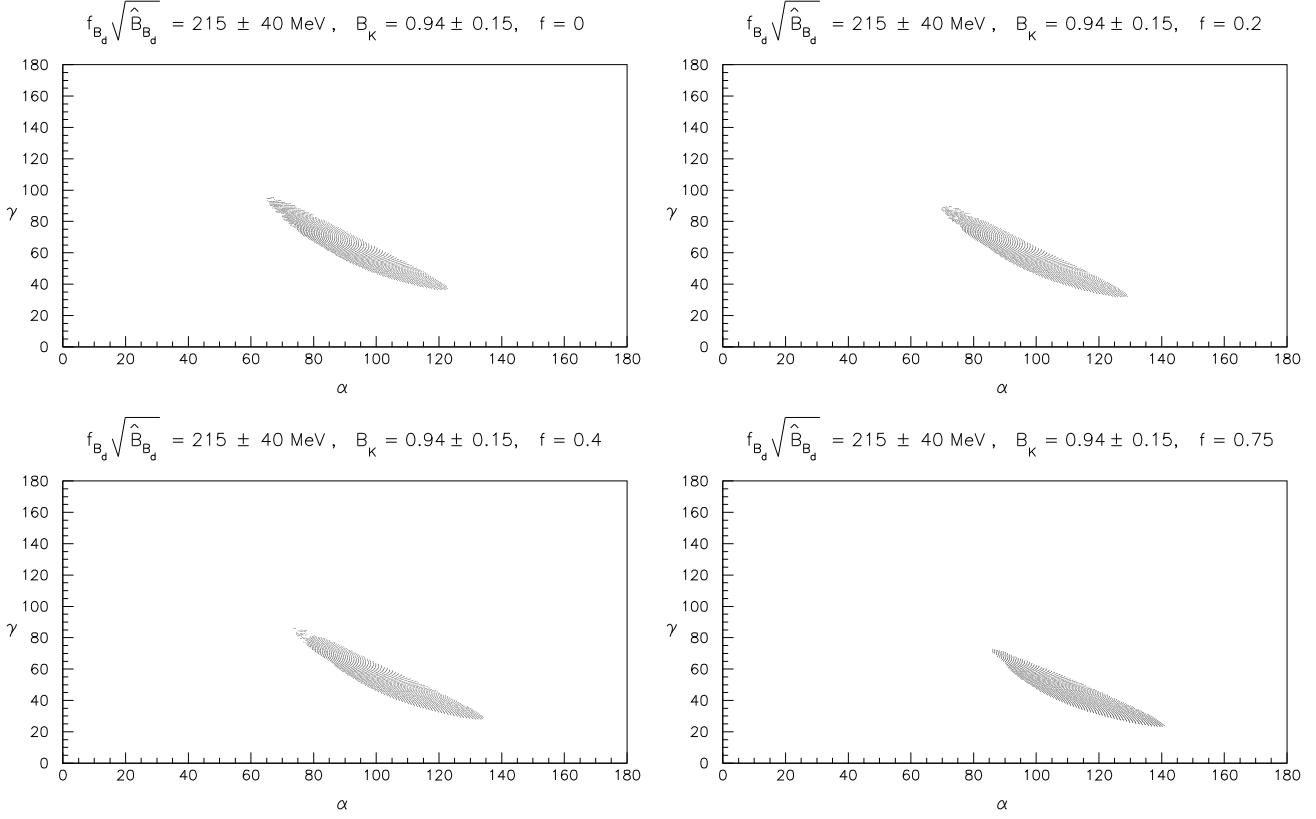 f_{B_d}√B̂_{B_d} = 215 ± 40 MeV , B_K = 0.94 ± 0.15, f = 0
180
160
140
120
100
γ
80
60
40
20
0
0 20 40 60 80 100 120 140 160 180
α
f_{B_d}√B̂_{B_d} = 215 ± 40 MeV , B_K = 0.94 ± 0.15, f = 0.2
180
160
140
120
100
γ
80
60
40
20
0
0 20 40 60 80 100 120 140 160 180
α
f_{B_d}√B̂_{B_d} = 215 ± 40 MeV , B_K = 0.94 ± 0.15, f = 0.4
180
160
140
120
100
γ
80
60
40
20
0
0 20 40 60 80 100 120 140 160 180
α
f_{B_d}√B̂_{B_d} = 215 ± 40 MeV , B_K = 0.94 ± 0.15, f = 0.75
180
160
140
120
100
γ
80
60
40
20
0
0 20 40 60 80 100 120 140 160 180
α